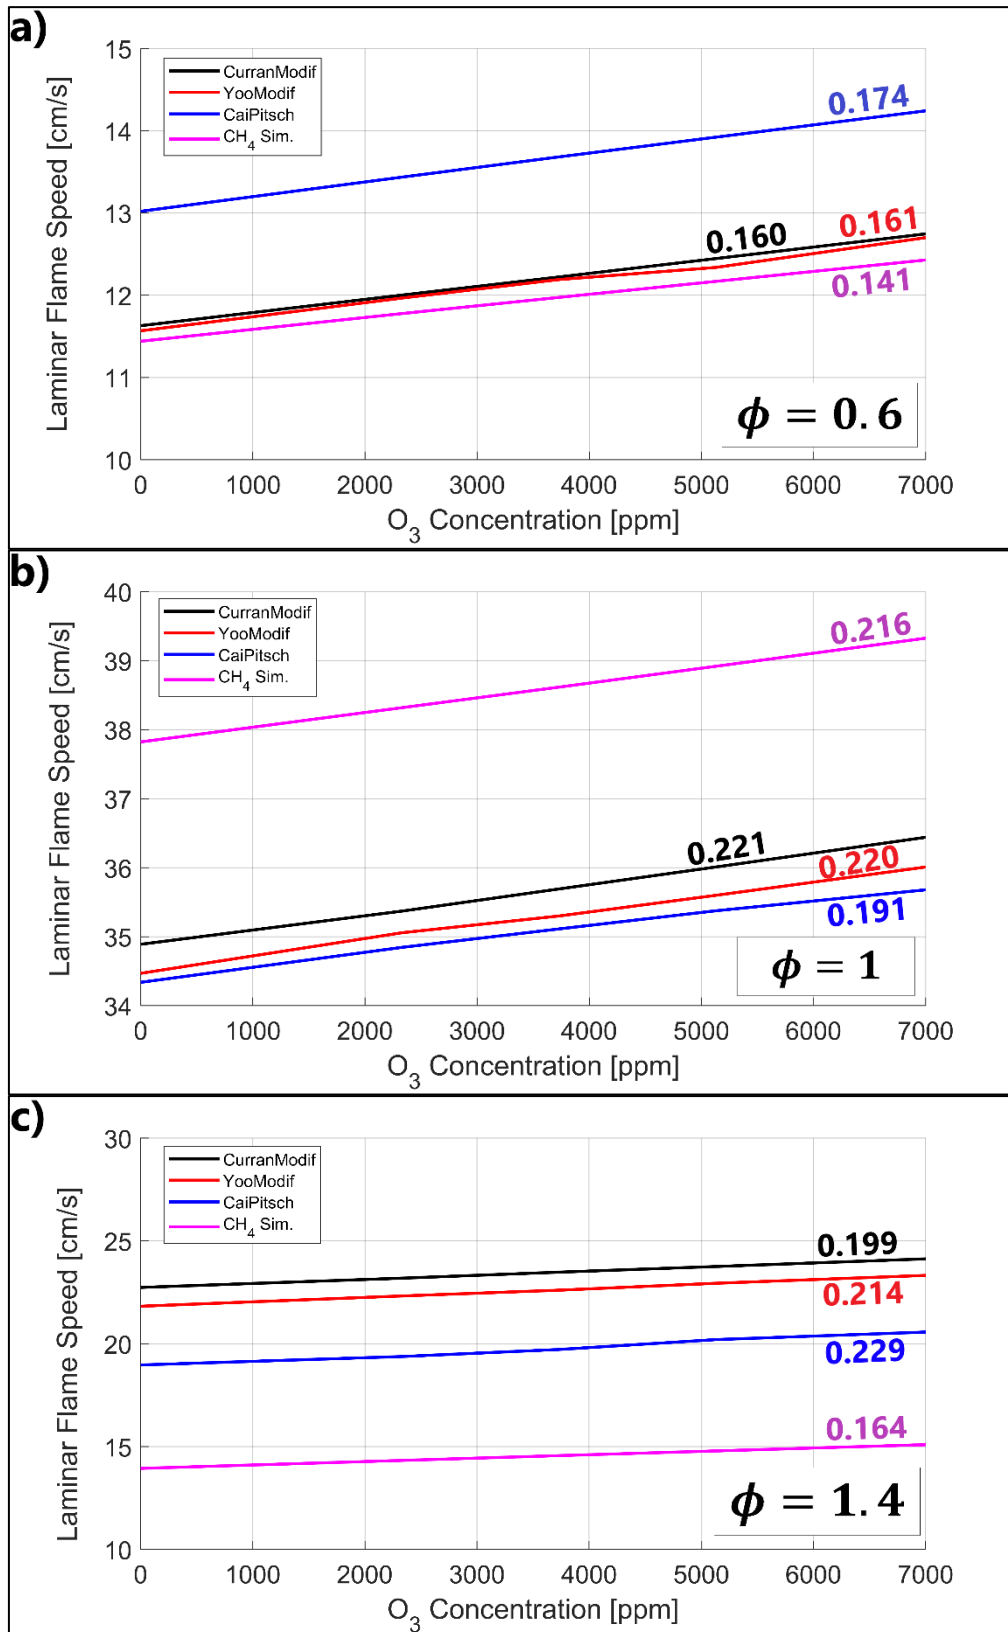 a)
Laminar Flame Speed [cm/s]
15
14
13
12
11
10
CurranModif
YooModif
CaiPitsch
CH₄ Sim.
0.174
0.160
0.161
0.141
ϕ = 0.6
0 1000 2000 3000 4000 5000 6000 7000
O₃ Concentration [ppm]
b)
Laminar Flame Speed [cm/s]
40
39
38
37
36
35
34
CurranModif
YooModif
CaiPitsch
CH₄ Sim.
0.216
0.221
0.220
0.191
ϕ = 1
0 1000 2000 3000 4000 5000 6000 7000
O₃ Concentration [ppm]
c)
Laminar Flame Speed [cm/s]
30
25
20
15
10
CurranModif
YooModif
CaiPitsch
CH₄ Sim.
0.199
0.214
0.229
0.164
ϕ = 1.4
0 1000 2000 3000 4000 5000 6000 7000
O₃ Concentration [ppm]